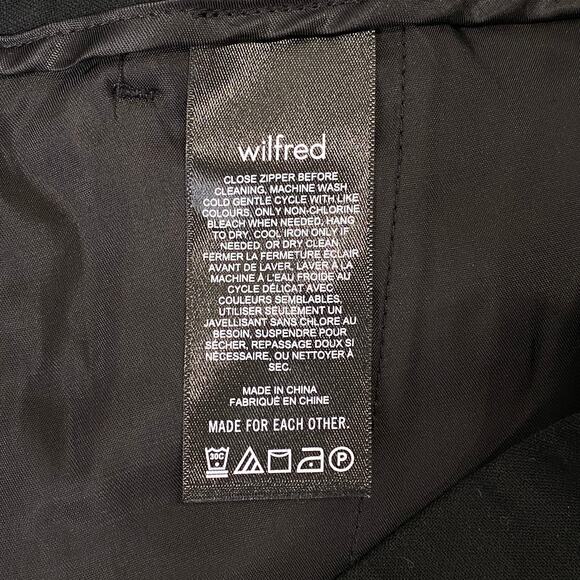 wilfred
CLOSE ZIPPER BEFORE
CLEANING, MACHINE WASH
COLD GENTLE CYCLE WITH LIKE
COLOURS, ONLY NON-CHLORINE
BLEACH WHEN NEEDED, HANG
TO DRY, COOL IRON ONLY IF
NEEDED, OR DRY CLEAN.
FERMER LA FERMETURE ÉCLAIR
AVANT DE LAVER, LAVER À LA
MACHINE À L'EAU FROIDE AU
CYCLE DÉLICAT AVEC
COULEURS SEMBLABLES,
UTILISER SEULEMENT UN
JAVELLISANT SANS CHLORE AU
BESOIN, SUSPENDRE POUR
SÉCHER, REPASSAGE DOUX SI
NÉCESSAIRE, OU NETTOYER À
SEC.
MADE IN CHINA
FABRIQUÉ EN CHINE
MADE FOR EACH OTHER.
30C P